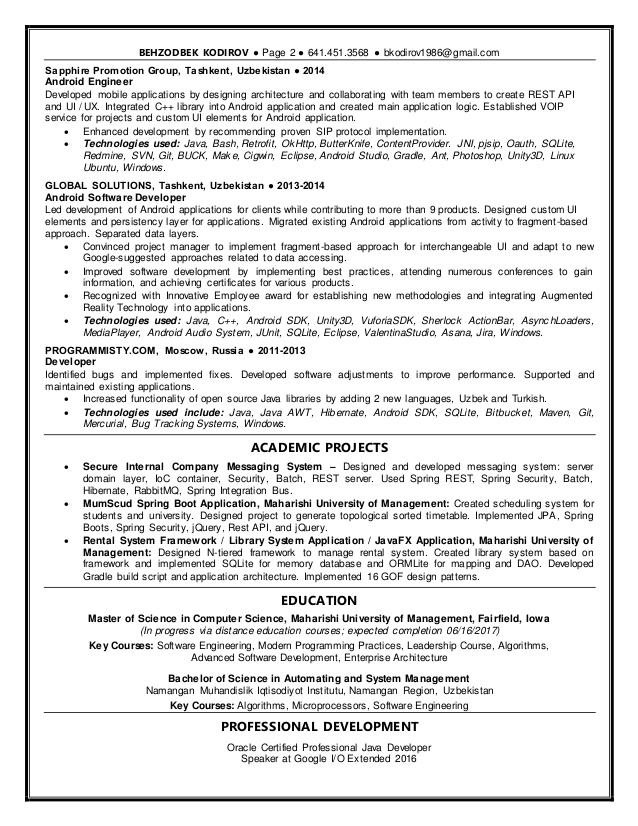 BEHZODBEK KODIROV ● Page 2 ● 641.451.3568 ● bkodirov1986@gmail.com
Sapphire Promotion Group, Tashkent, Uzbekistan ● 2014
Android Engineer
Developed mobile applications by designing architecture and collaborating with team members to create REST API
and UI / UX. Integrated C++ library into Android application and created main application logic. Established VOIP
service for projects and custom UI elements for Android application.
• Enhanced development by recommending proven SIP protocol implementation.
• Technologies used: Java, Bash, Retrofit, OkHttp, ButterKnife, ContentProvider. JNI, pjsip, Oauth, SQLite,
Redmine, SVN, Git, BUCK, Make, Cigwin, Eclipse, Android Studio, Gradle, Ant, Photoshop, Unity3D, Linux
Ubuntu, Windows.
GLOBAL SOLUTIONS, Tashkent, Uzbekistan ● 2013-2014
Android Software Developer
Led development of Android applications for clients while contributing to more than 9 products. Designed custom UI
elements and persistency layer for applications. Migrated existing Android applications from activity to fragment-based
approach. Separated data layers.
• Convinced project manager to implement fragment-based approach for interchangeable UI and adapt to new
Google-suggested approaches related to data accessing.
• Improved software development by implementing best practices, attending numerous conferences to gain
information, and achieving certificates for various products.
• Recognized with Innovative Employee award for establishing new methodologies and integrating Augmented
Reality Technology into applications.
• Technologies used: Java, C++, Android SDK, Unity3D, VuforiaSDK, Sherlock ActionBar, AsynchLoaders,
MediaPlayer, Android Audio System, JUnit, SQLite, Eclipse, ValentinaStudio, Asana, Jira, Windows.
PROGRAMMISTY.COM, Moscow, Russia ● 2011-2013
Developer
Identified bugs and implemented fixes. Developed software adjustments to improve performance. Supported and
maintained existing applications.
• Increased functionality of open source Java libraries by adding 2 new languages, Uzbek and Turkish.
• Technologies used include: Java, Java AWT, Hibernate, Android SDK, SQLite, Bitbucket, Maven, Git,
Mercurial, Bug Tracking Systems, Windows.
ACADEMIC PROJECTS
• Secure Internal Company Messaging System – Designed and developed messaging system: server
domain layer, IoC container, Security, Batch, REST server. Used Spring REST, Spring Security, Batch,
Hibernate, RabbitMQ, Spring Integration Bus.
• MumScud Spring Boot Application, Maharishi University of Management: Created scheduling system for
students and university. Designed project to generate topological sorted timetable. Implemented JPA, Spring
Boots, Spring Security, jQuery, Rest API, and jQuery.
• Rental System Framework / Library System Application / JavaFX Application, Maharishi University of
Management: Designed N-tiered framework to manage rental system. Created library system based on
framework and implemented SQLite for memory database and ORMLite for mapping and DAO. Developed
Gradle build script and application architecture. Implemented 16 GOF design patterns.
EDUCATION
Master of Science in Computer Science, Maharishi University of Management, Fairfield, Iowa
(In progress via distance education courses; expected completion 06/16/2017)
Key Courses: Software Engineering, Modern Programming Practices, Leadership Course, Algorithms,
Advanced Software Development, Enterprise Architecture
Bachelor of Science in Automating and System Management
Namangan Muhandislik Iqtisodiyot Institutu, Namangan Region, Uzbekistan
Key Courses: Algorithms, Microprocessors, Software Engineering
PROFESSIONAL DEVELOPMENT
Oracle Certified Professional Java Developer
Speaker at Google I/O Extended 2016